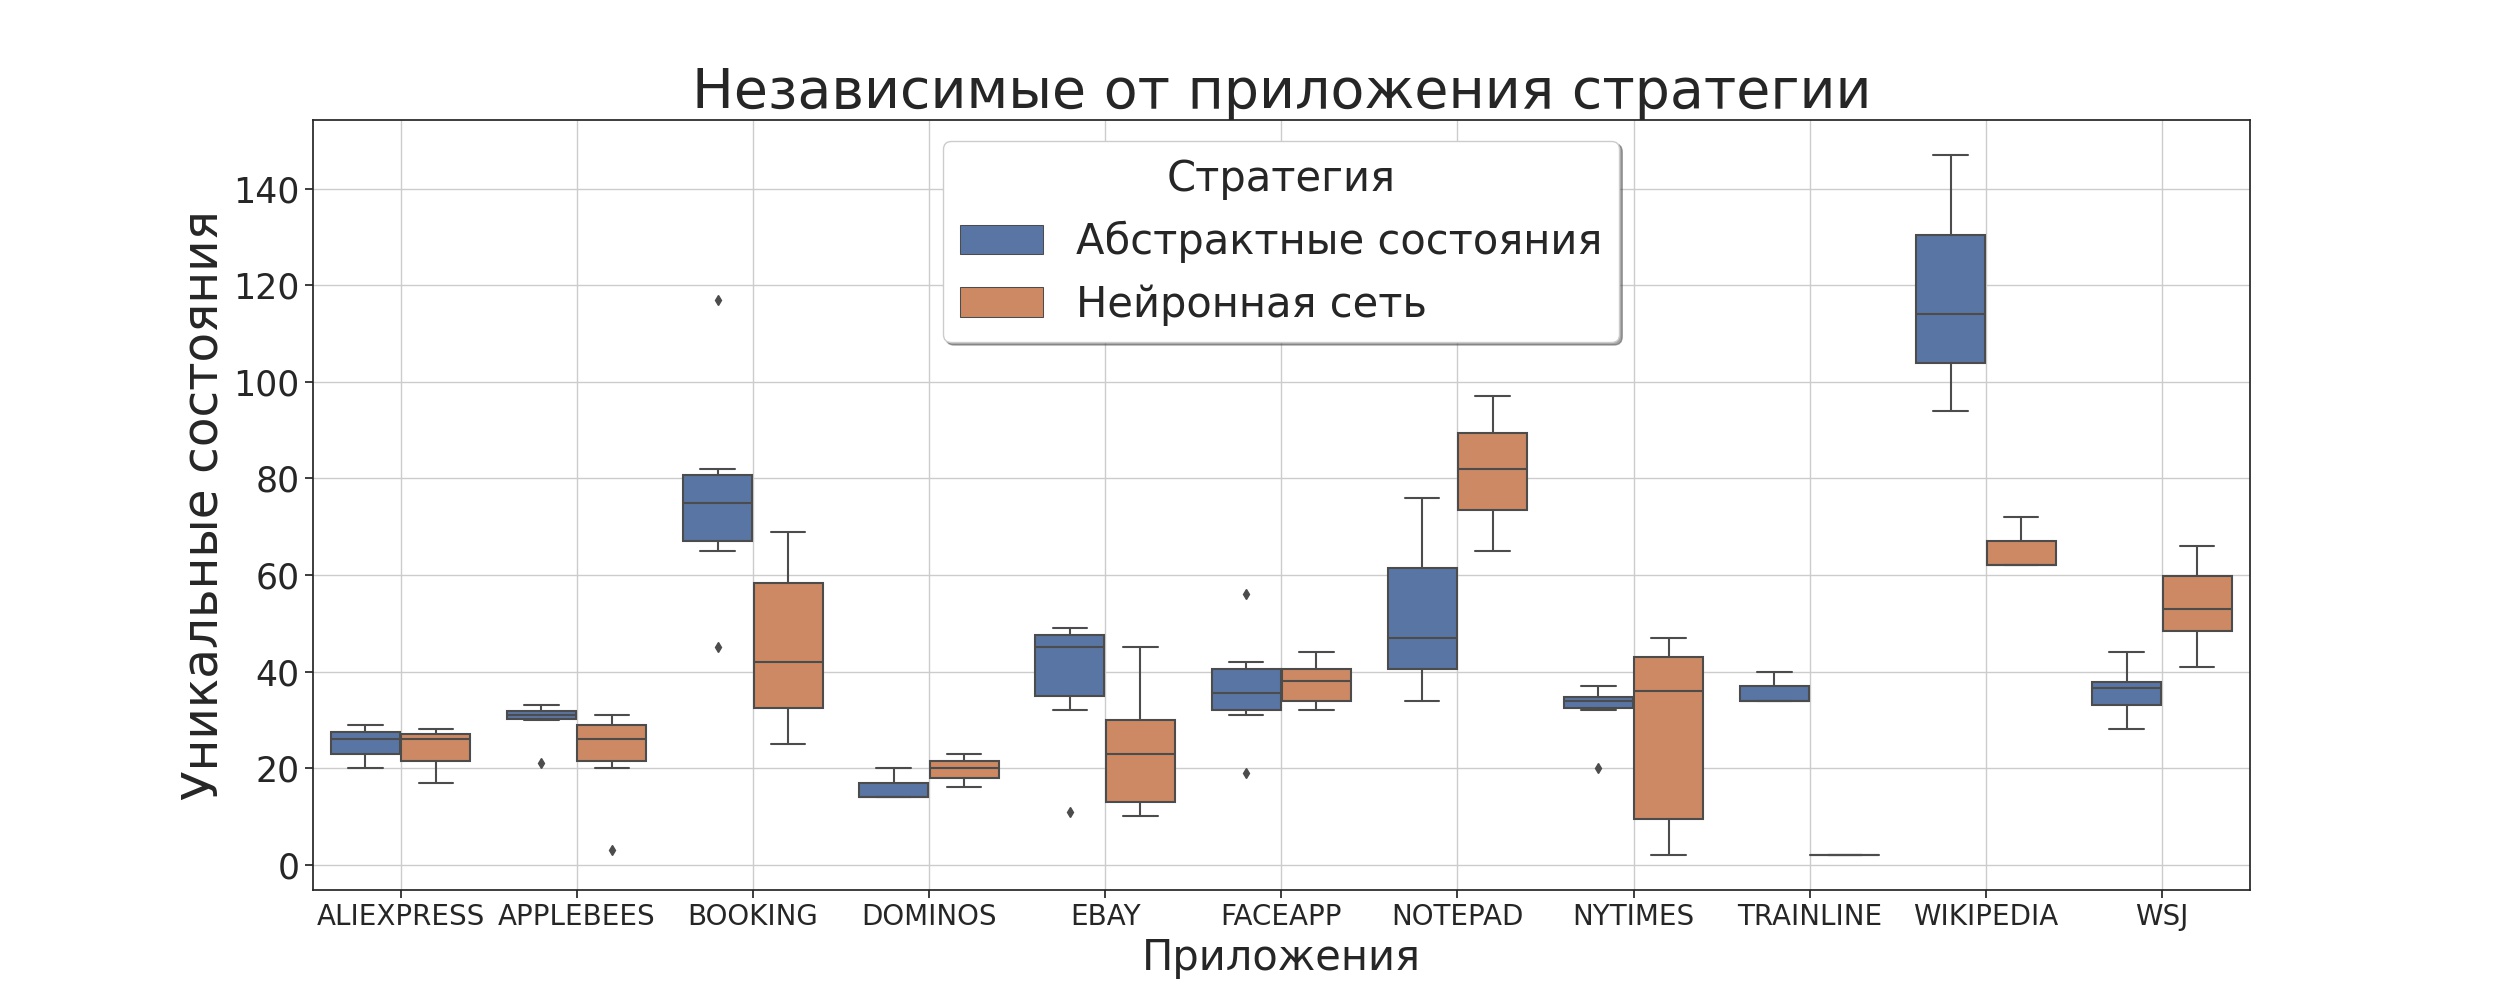 Независимые от приложения стратегии
Стратегия
Абстрактные состояния
Нейронная сеть
Уникальные состояния
140
120
100
80
60
40
20
0
ALIEXPRESS APPLEBEES BOOKING DOMINOS EBAY FACEAPP NOTEPAD NYTIMES TRAINLINE WIKIPEDIA WSJ
Приложения